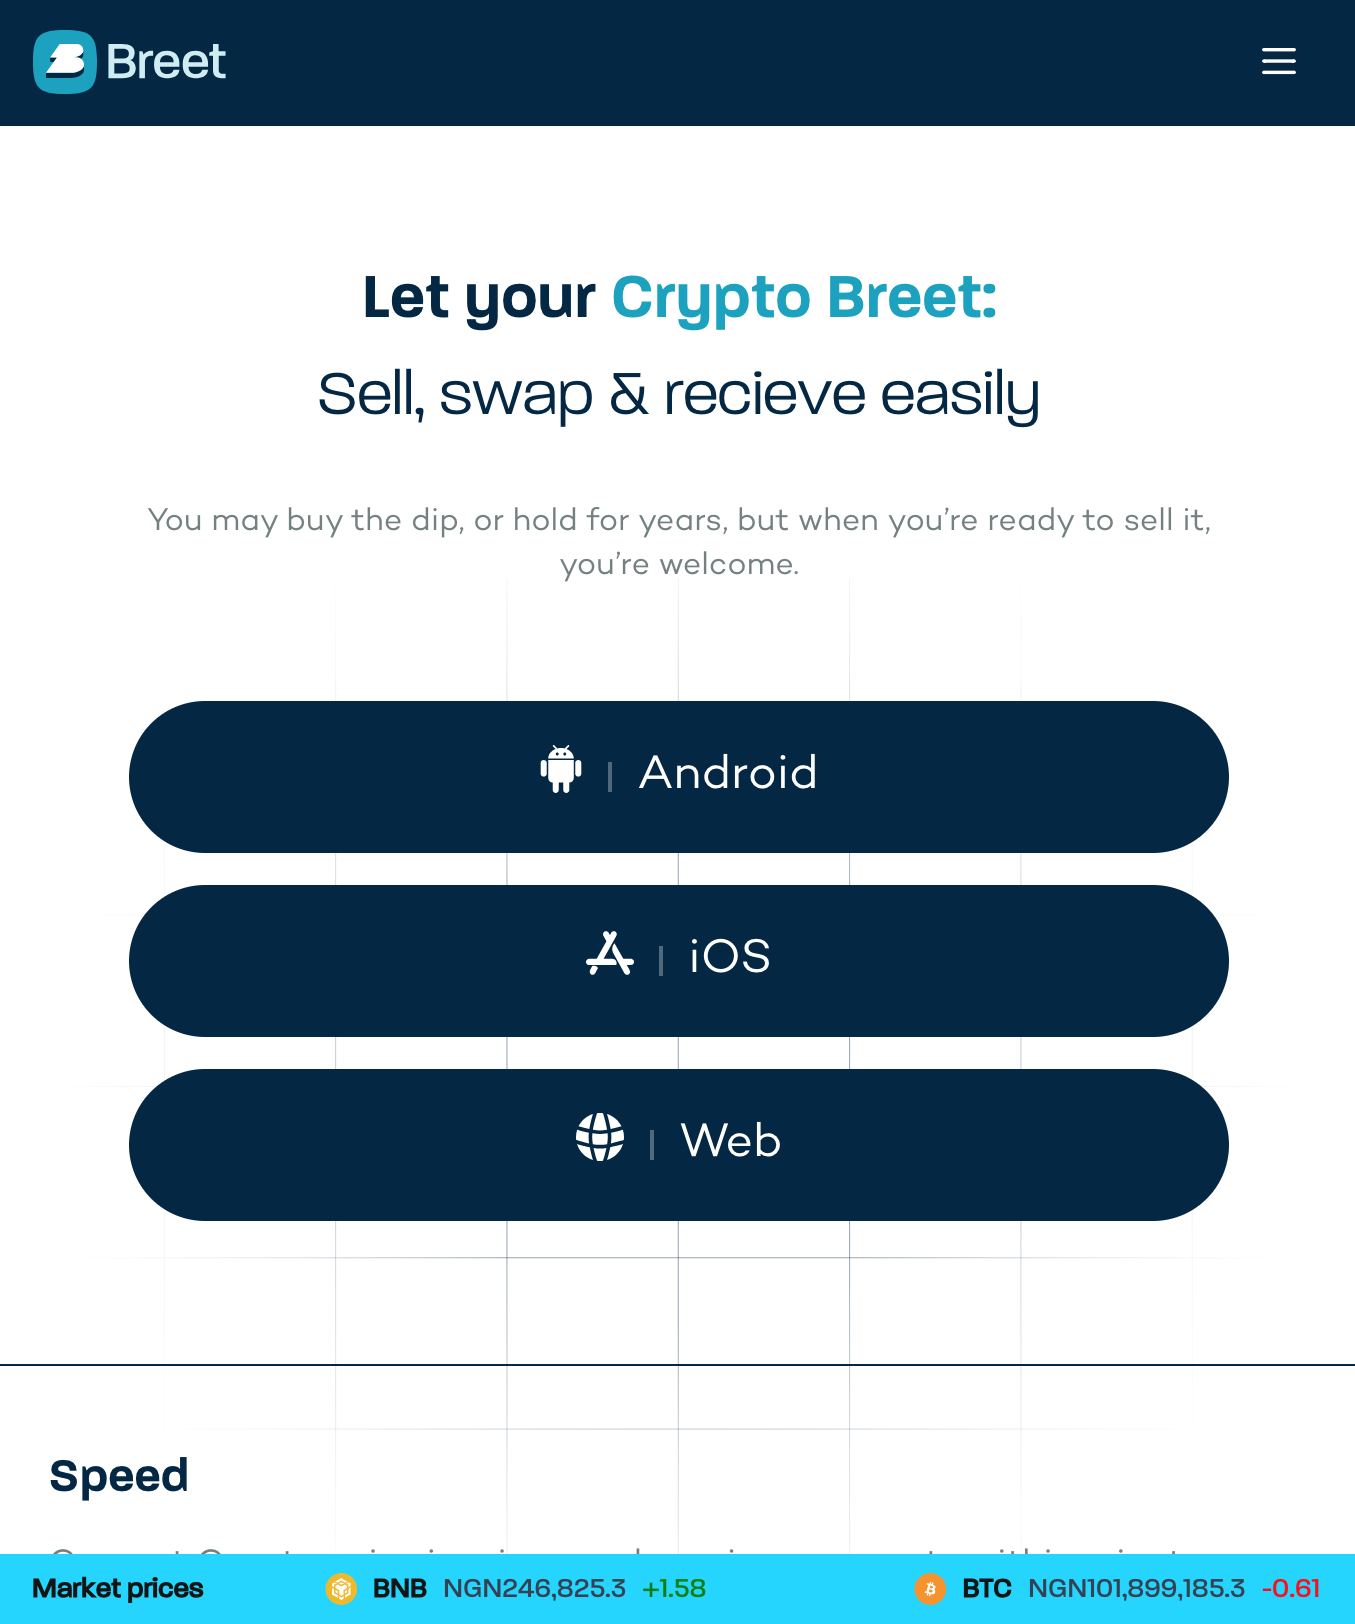 Breet
Let your Crypto Breet:
Sell, swap & recieve easily
You may buy the dip, or hold for years, but when you’re ready to sell it,
you’re welcome.
Android
iOS
Web
Speed
Market prices BNB NGN246,825.3 +1.58 BTC NGN101,899,185.3 -0.61